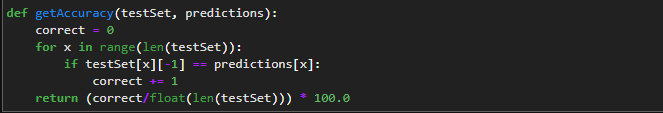 def getAccuracy(testSet, predictions):
    correct = 0
    for x in range(len(testSet)):
        if testSet[x][-1] == predictions[x]:
            correct += 1
    return (correct/float(len(testSet))) * 100.0